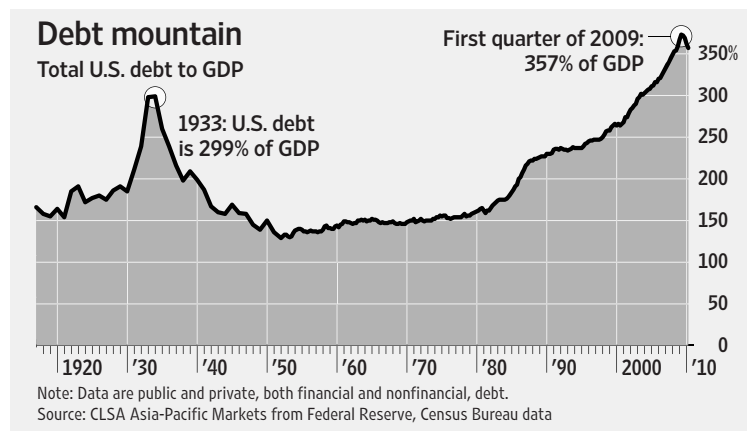 Debt mountain
Total U.S. debt to GDP
First quarter of 2009:
357% of GDP
1933: U.S. debt
is 299% of GDP
350%
300
250
200
150
100
50
0
1920 '30 '40 '50 '60 '70 '80 '90 2000 '10
Note: Data are public and private, both financial and nonfinancial, debt.
Source: CLSA Asia-Pacific Markets from Federal Reserve, Census Bureau data